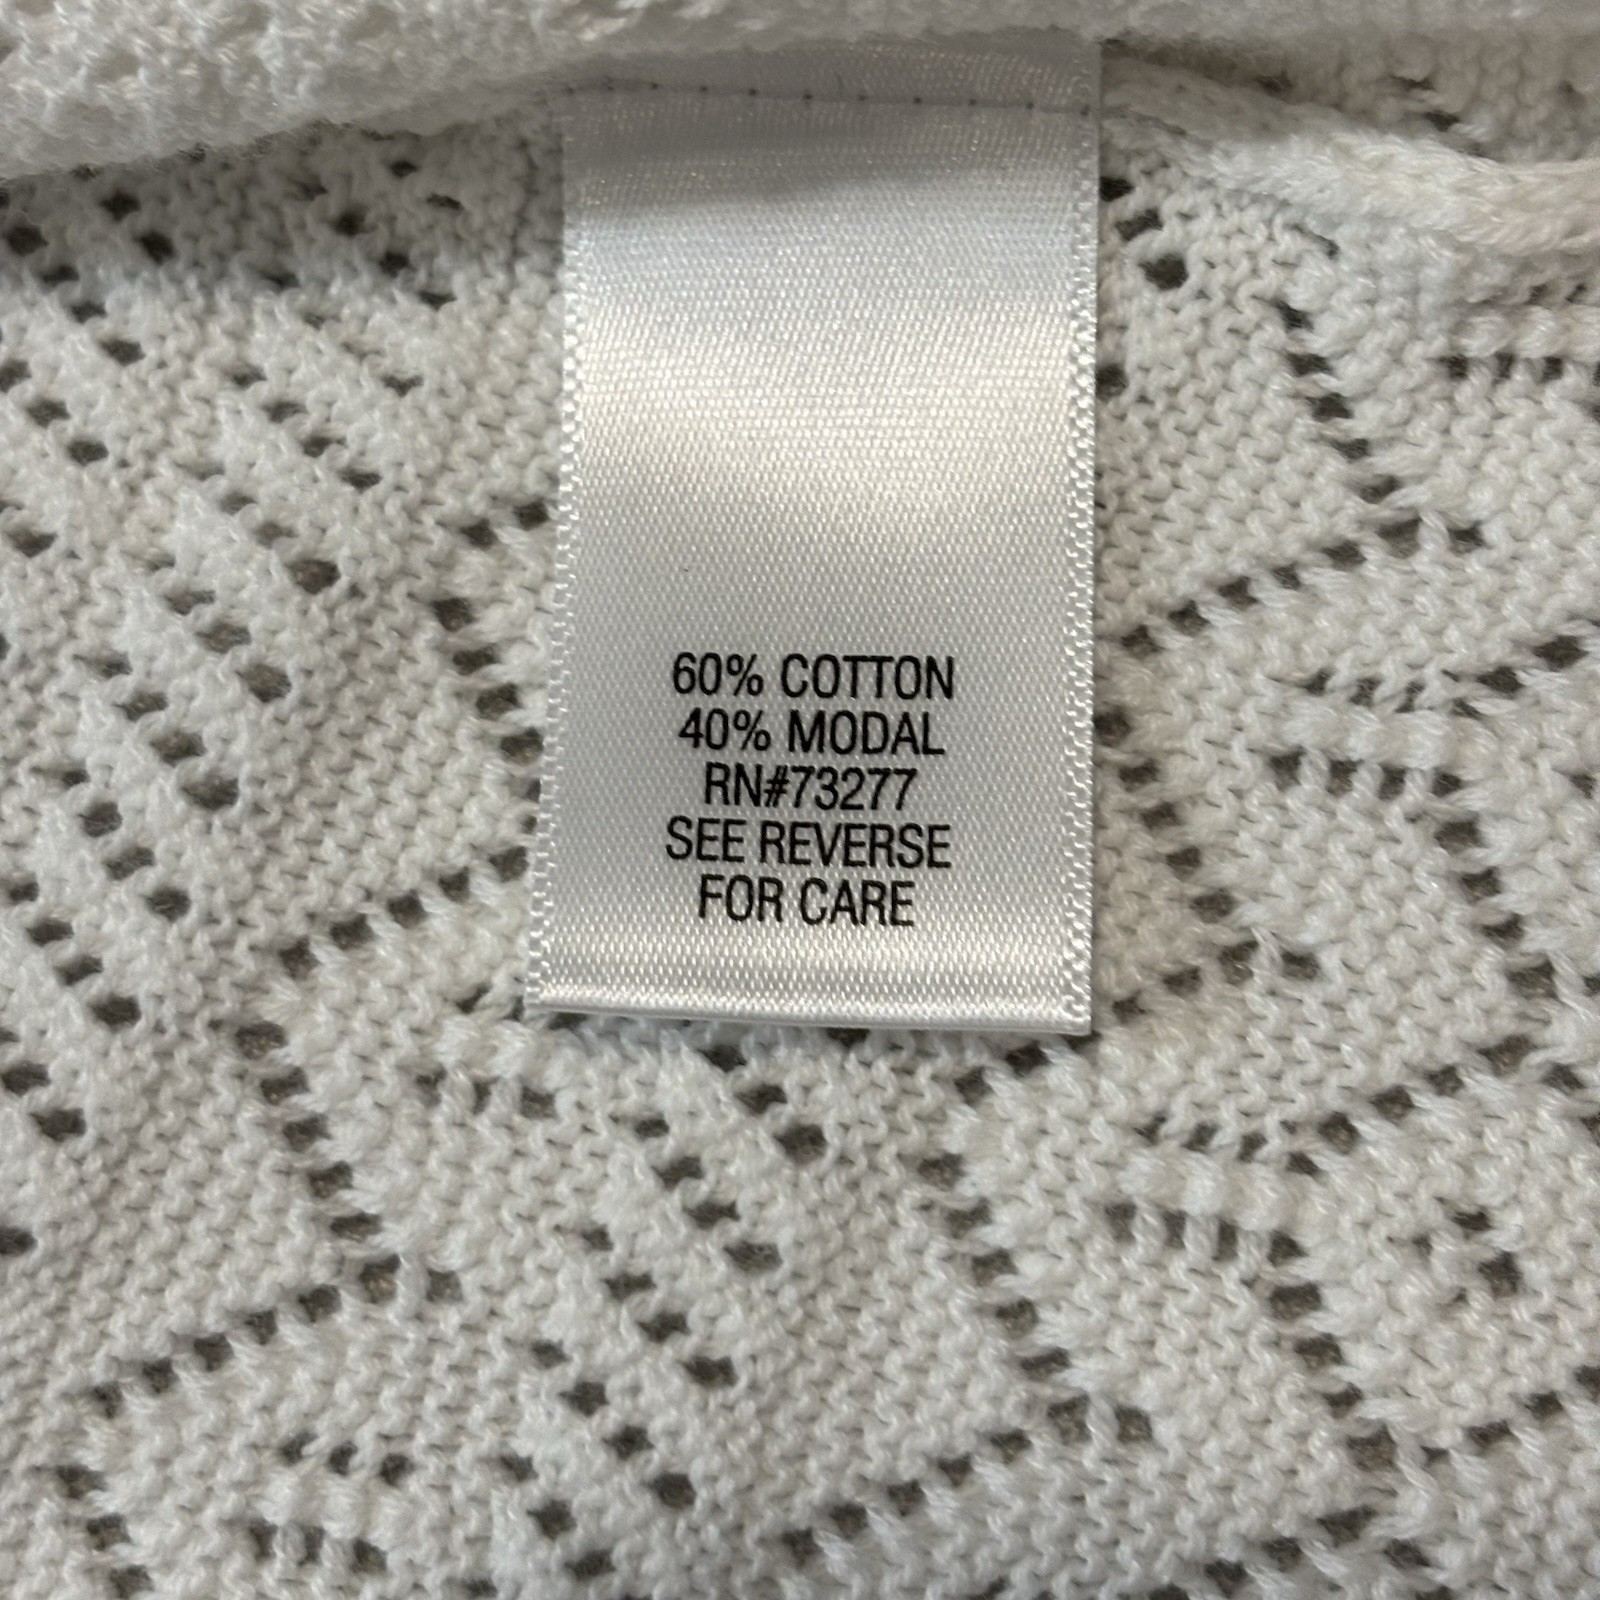 60% COTTON
40% MODAL
RN#73277
SEE REVERSE
FOR CARE